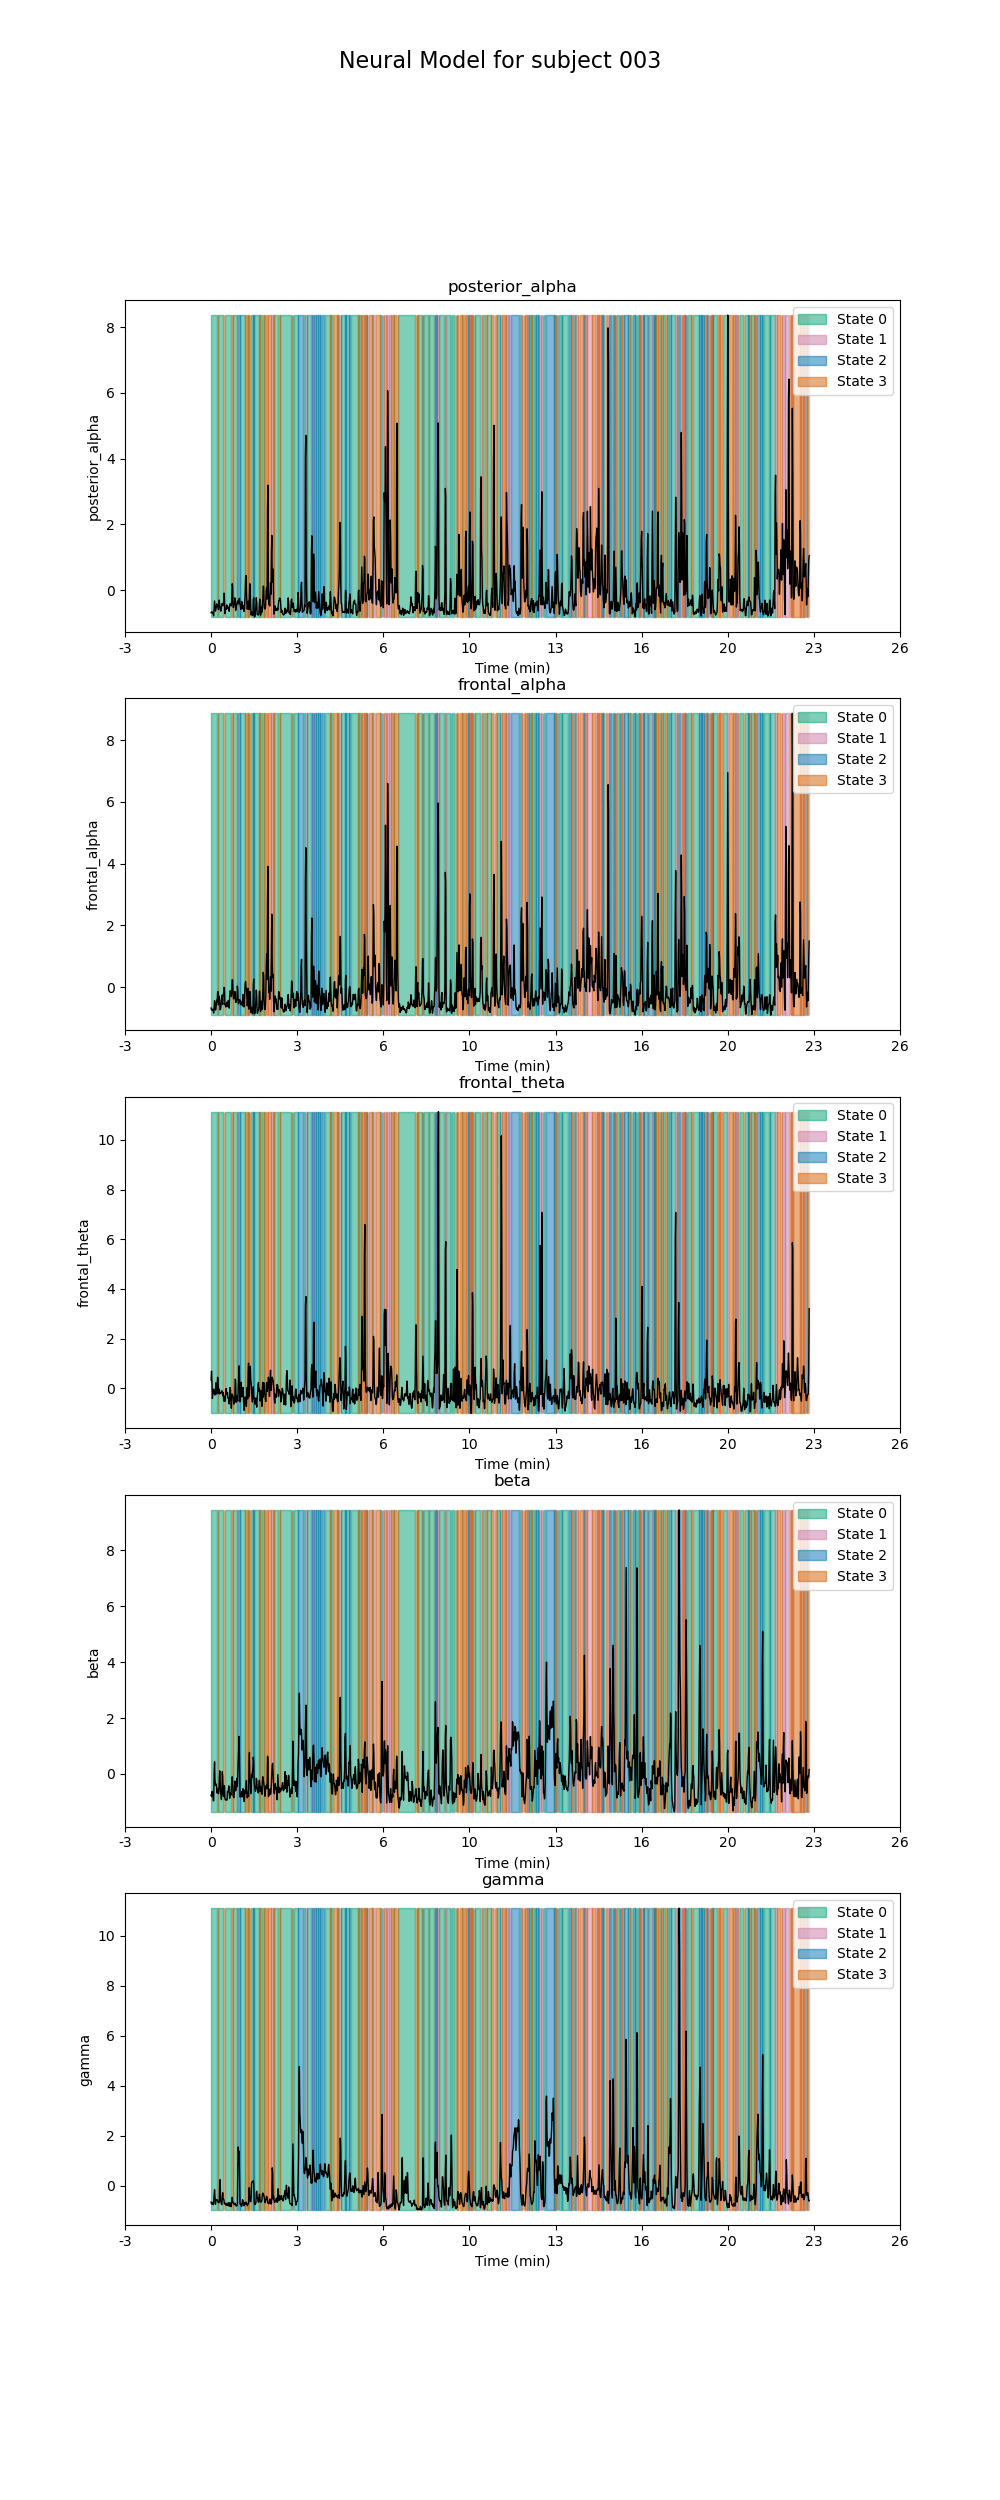 Neural Model for subject 003
posterior_alpha
posterior_alpha
8
6
4
2
0
State 0
State 1
State 2
State 3
-3 0 3 6 10 13 16 20 23 26
Time (min)
frontal_alpha
frontal_alpha
8
6
4
2
0
State 0
State 1
State 2
State 3
-3 0 3 6 10 13 16 20 23 26
Time (min)
frontal_theta
frontal_theta
10
8
6
4
2
0
State 0
State 1
State 2
State 3
-3 0 3 6 10 13 16 20 23 26
Time (min)
beta
beta
8
6
4
2
0
State 0
State 1
State 2
State 3
-3 0 3 6 10 13 16 20 23 26
Time (min)
gamma
gamma
10
8
6
4
2
0
State 0
State 1
State 2
State 3
-3 0 3 6 10 13 16 20 23 26
Time (min)